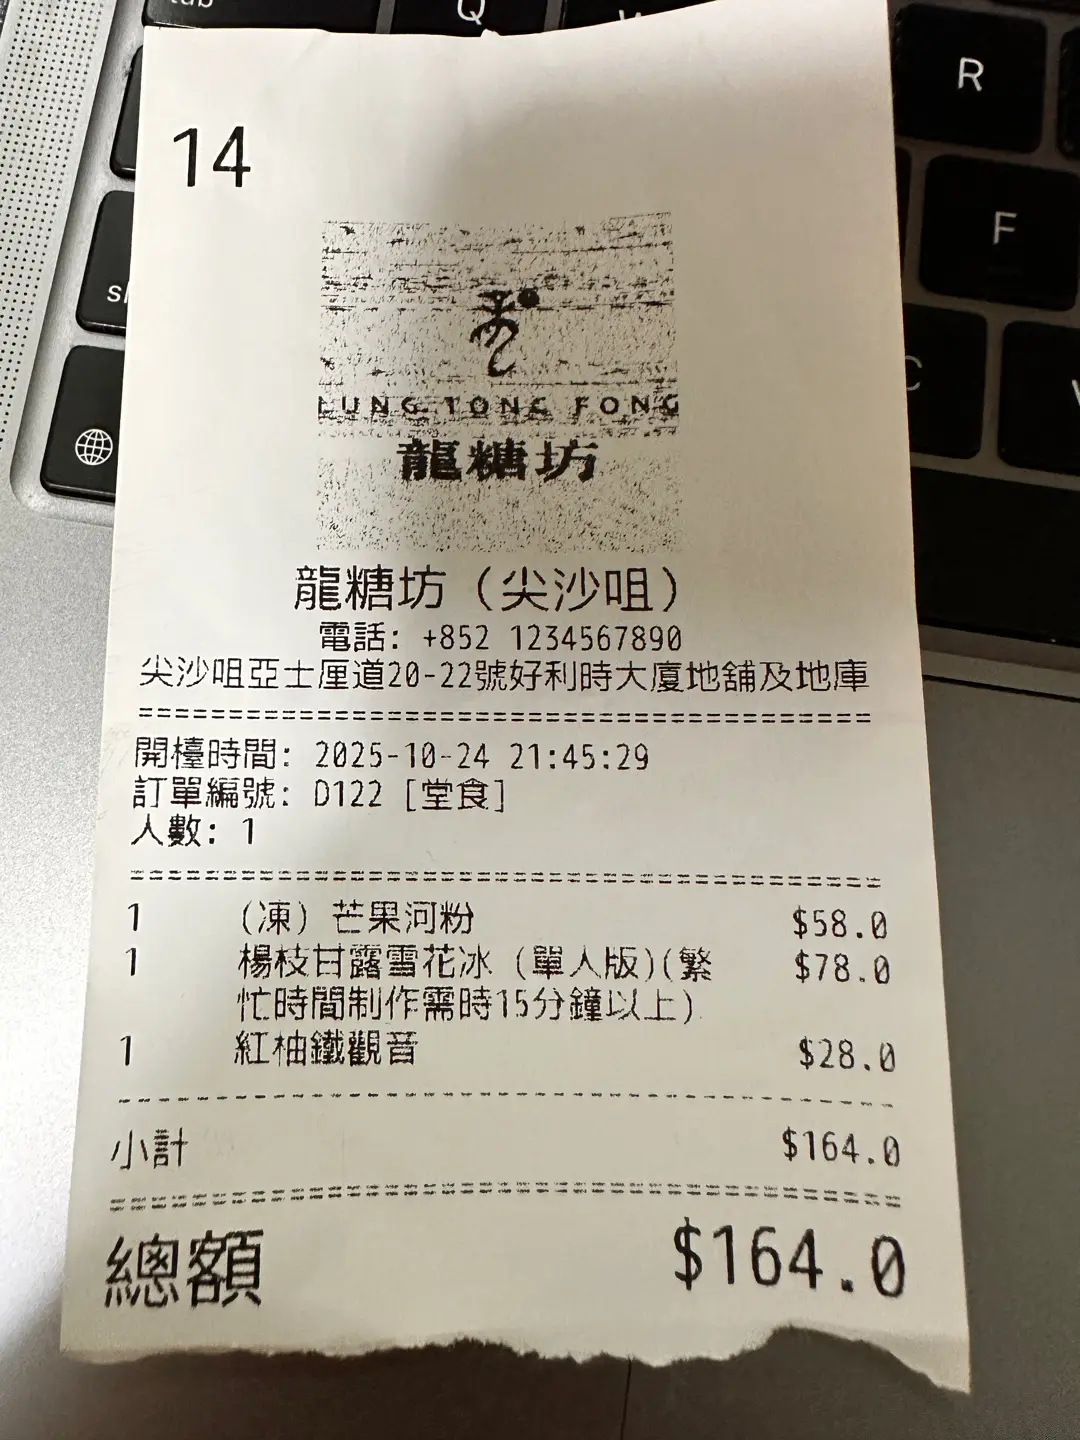 tab
Q
R
F
C
14
LUNG TONG FONG
龍糖坊
龍糖坊（尖沙咀）
電話: +852 1234567890
尖沙咀亞士厘道20-22號好利時大廈地舖及地庫
========================================
開檯時間: 2025-10-24 21:45:29
訂單編號: D122 [堂食]
人數: 1
========================================
1 （凍）芒果河粉 $58.0
1 楊枝甘露雪花冰（單人版)(繁 $78.0
忙時間制作需時15分鐘以上）
1 紅柚鐵觀音 $28.0
----------------------------------------
小計 $164.0
========================================
總額 $164.0